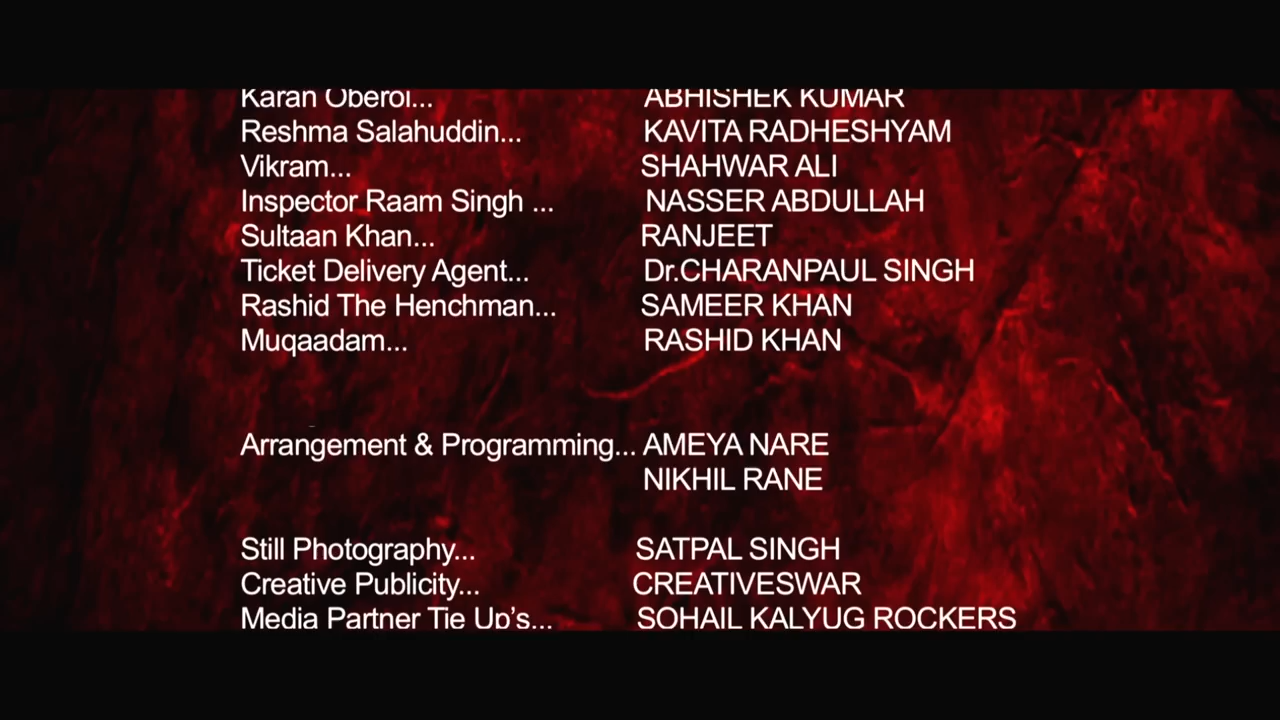 Karan Oberoi... ABHISHEK KUMAR
Reshma Salahuddin... KAVITA RADHESHYAM
Vikram... SHAHWAR ALI
Inspector Raam Singh ... NASSER ABDULLAH
Sultaan Khan... RANJEET
Ticket Delivery Agent... Dr.CHARANPAUL SINGH
Rashid The Henchman... SAMEER KHAN
Muqaadam... RASHID KHAN
Arrangement & Programming... AMEYA NARE
NIKHIL RANE
Still Photography... SATPAL SINGH
Creative Publicity... CREATIVESWAR
Media Partner Tie Up’s... SOHAIL KALYUG ROCKERS